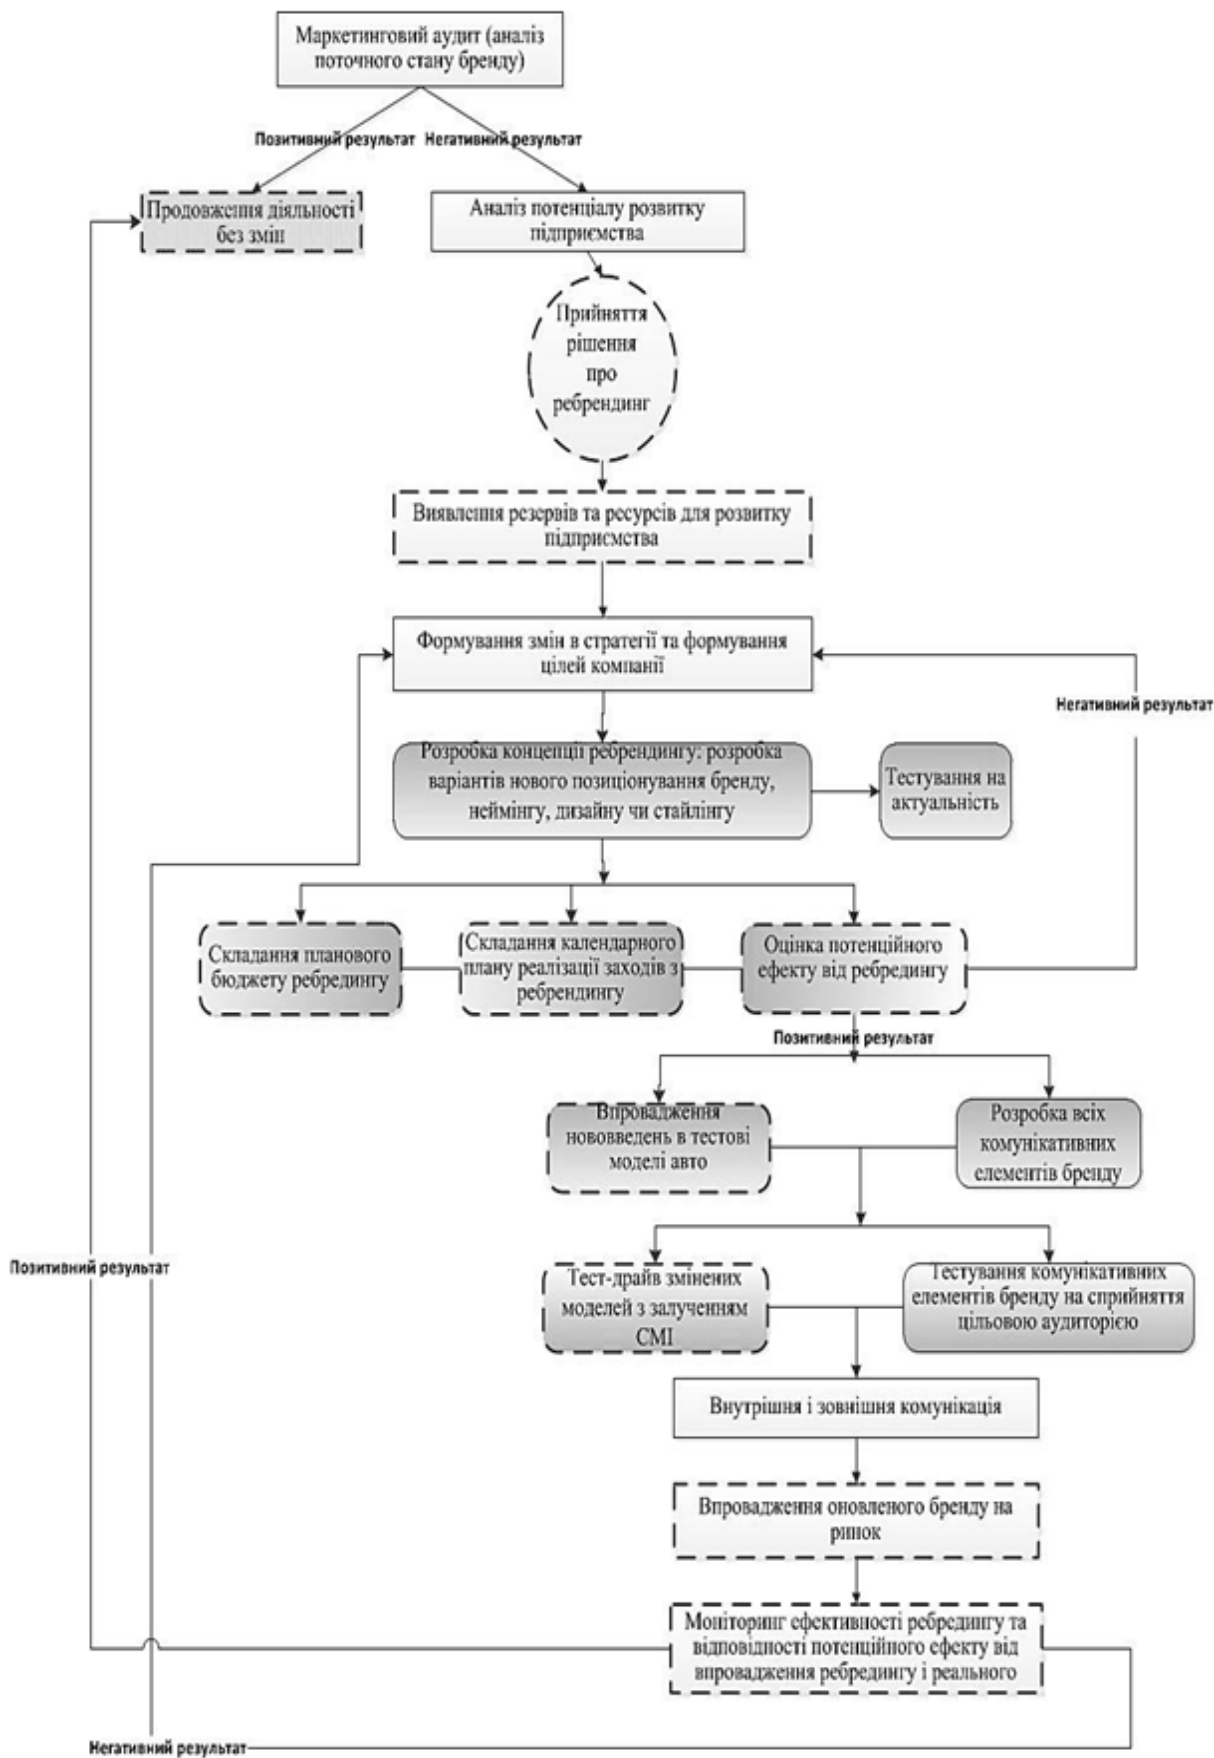 Маркетинговий аудит (аналіз
поточного стану бренду)
Позитивний результат
Негативний результат
Продовження діяльності
без змін
Аналіз потенціалу розвитку
підприємства
Прийняття
рішення
про
ребрендинг
Виявлення резервів та ресурсів для розвитку
підприємства
Формування змін в стратегії та формування
цілей компанії
Негативний результат
Розробка концепції ребрендингу: розробка
варіантів нового позиціонування бренду,
неймінгу, дизайну чи стайлінгу
Тестування на
актуальність
Складання планового
бюджету ребредингу
Складання календарного
плану реалізації заходів з
ребрендингу
Оцінка потенційного
ефекту від ребредингу
Позитивний результат
Впровадження
нововведень в тестові
моделі авто
Розробка всіх
комунікативних
елементів бренду
Позитивний результат
Тест-драйв змінених
моделей з залученням
СМІ
Тестування комунікативних
елементів бренду на сприйняття
цільовою аудиторією
Внутрішня і зовнішня комунікація
Впровадження оновленого бренду на
ринок
Моніторинг ефективності ребредингу та
відповідності потенційного ефекту від
впровадження ребредингу і реального
Негативний результат